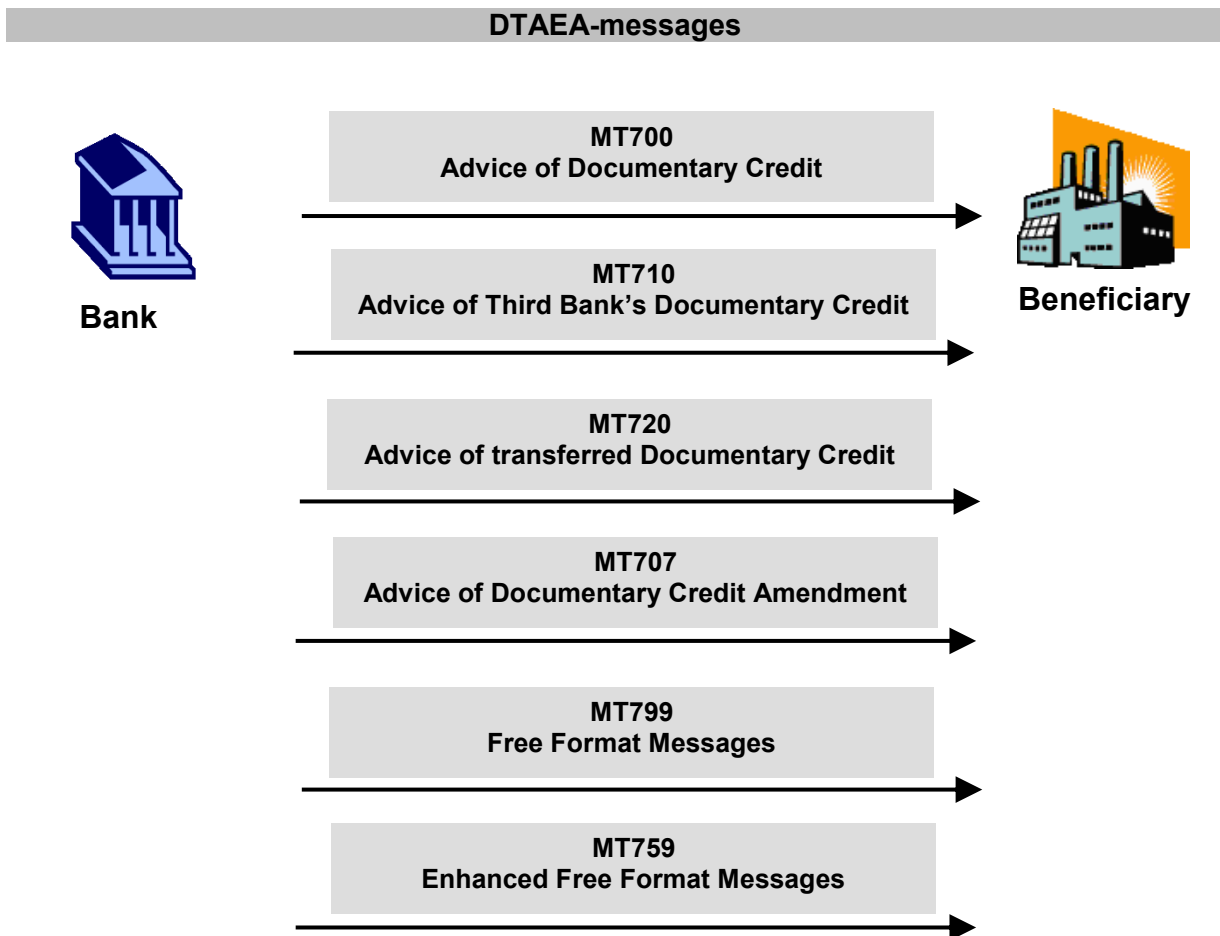 DTAEA-messages
MT700
Advice of Documentary Credit
Bank
Beneficiary
MT710
Advice of Third Bank's Documentary Credit
MT720
Advice of transferred Documentary Credit
MT707
Advice of Documentary Credit Amendment
MT799
Free Format Messages
MT759
Enhanced Free Format Messages